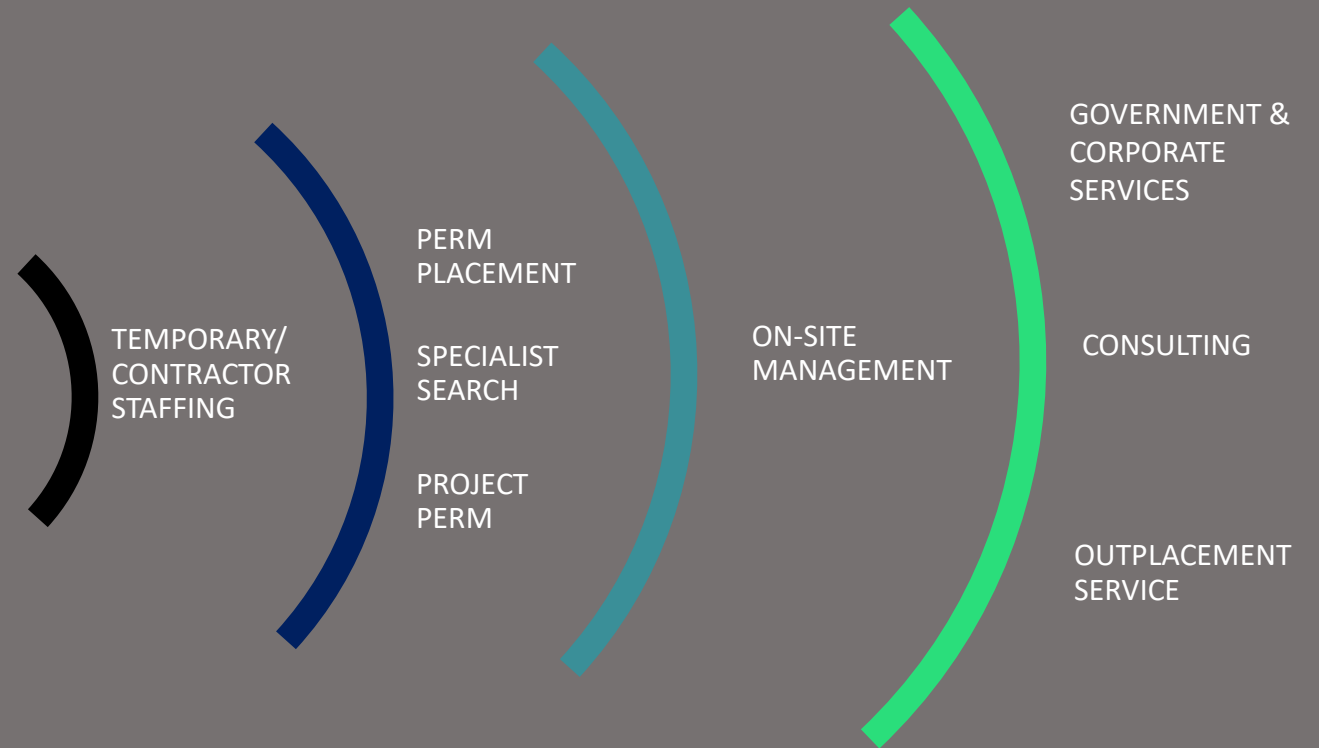 TEMPORARY/
CONTRACTOR
STAFFING
PERM
PLACEMENT
SPECIALIST
SEARCH
PROJECT
PERM
ON-SITE
MANAGEMENT
GOVERNMENT &
CORPORATE
SERVICES
CONSULTING
OUTPLACEMENT
SERVICE